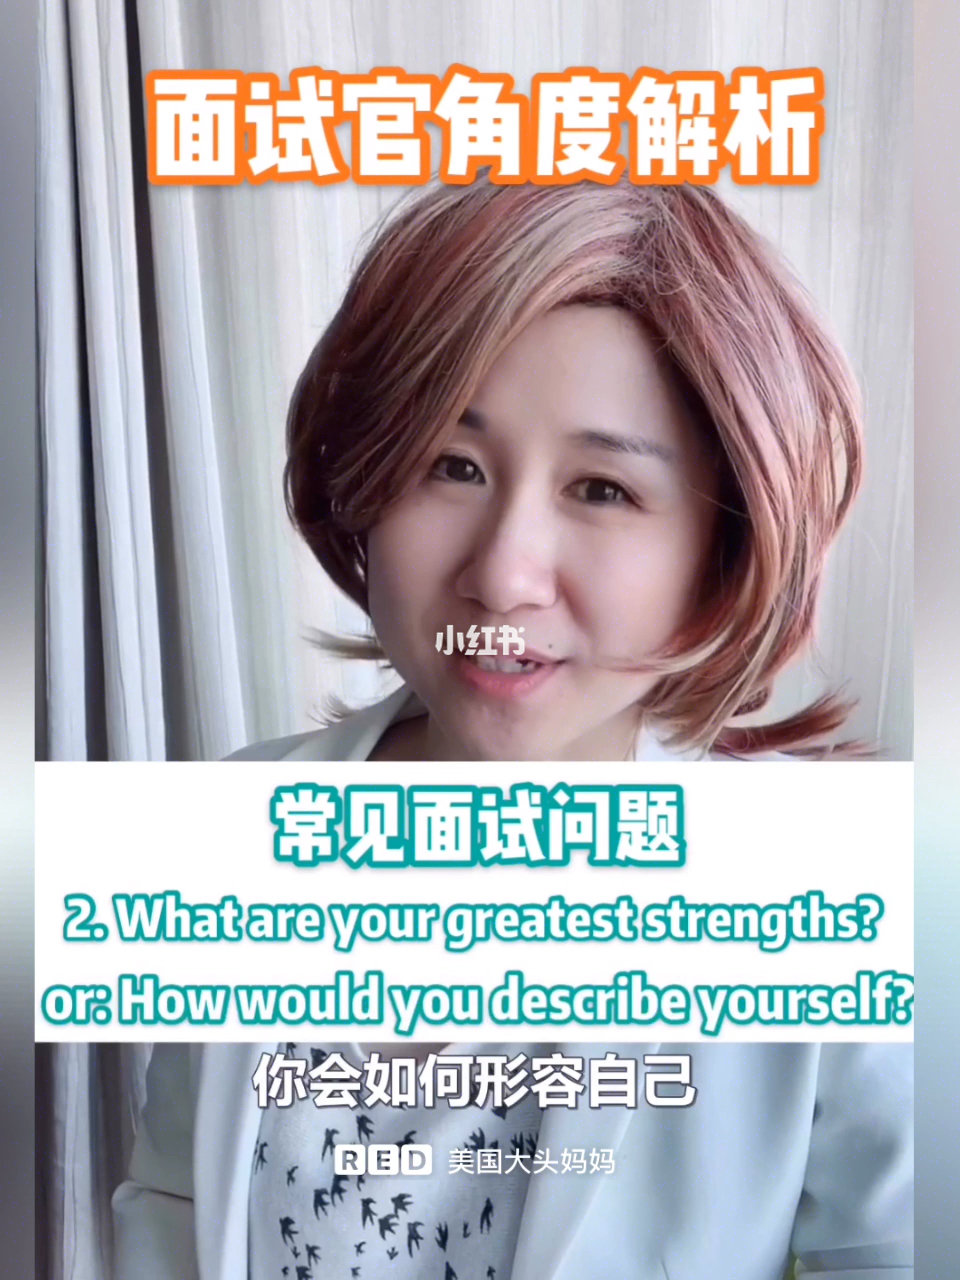 面试官角度解析
小红书
常见面试问题
2. What are your greatest strengths?
or: How would you describe yourself?
你会如何形容自己
RED 美国大头妈妈